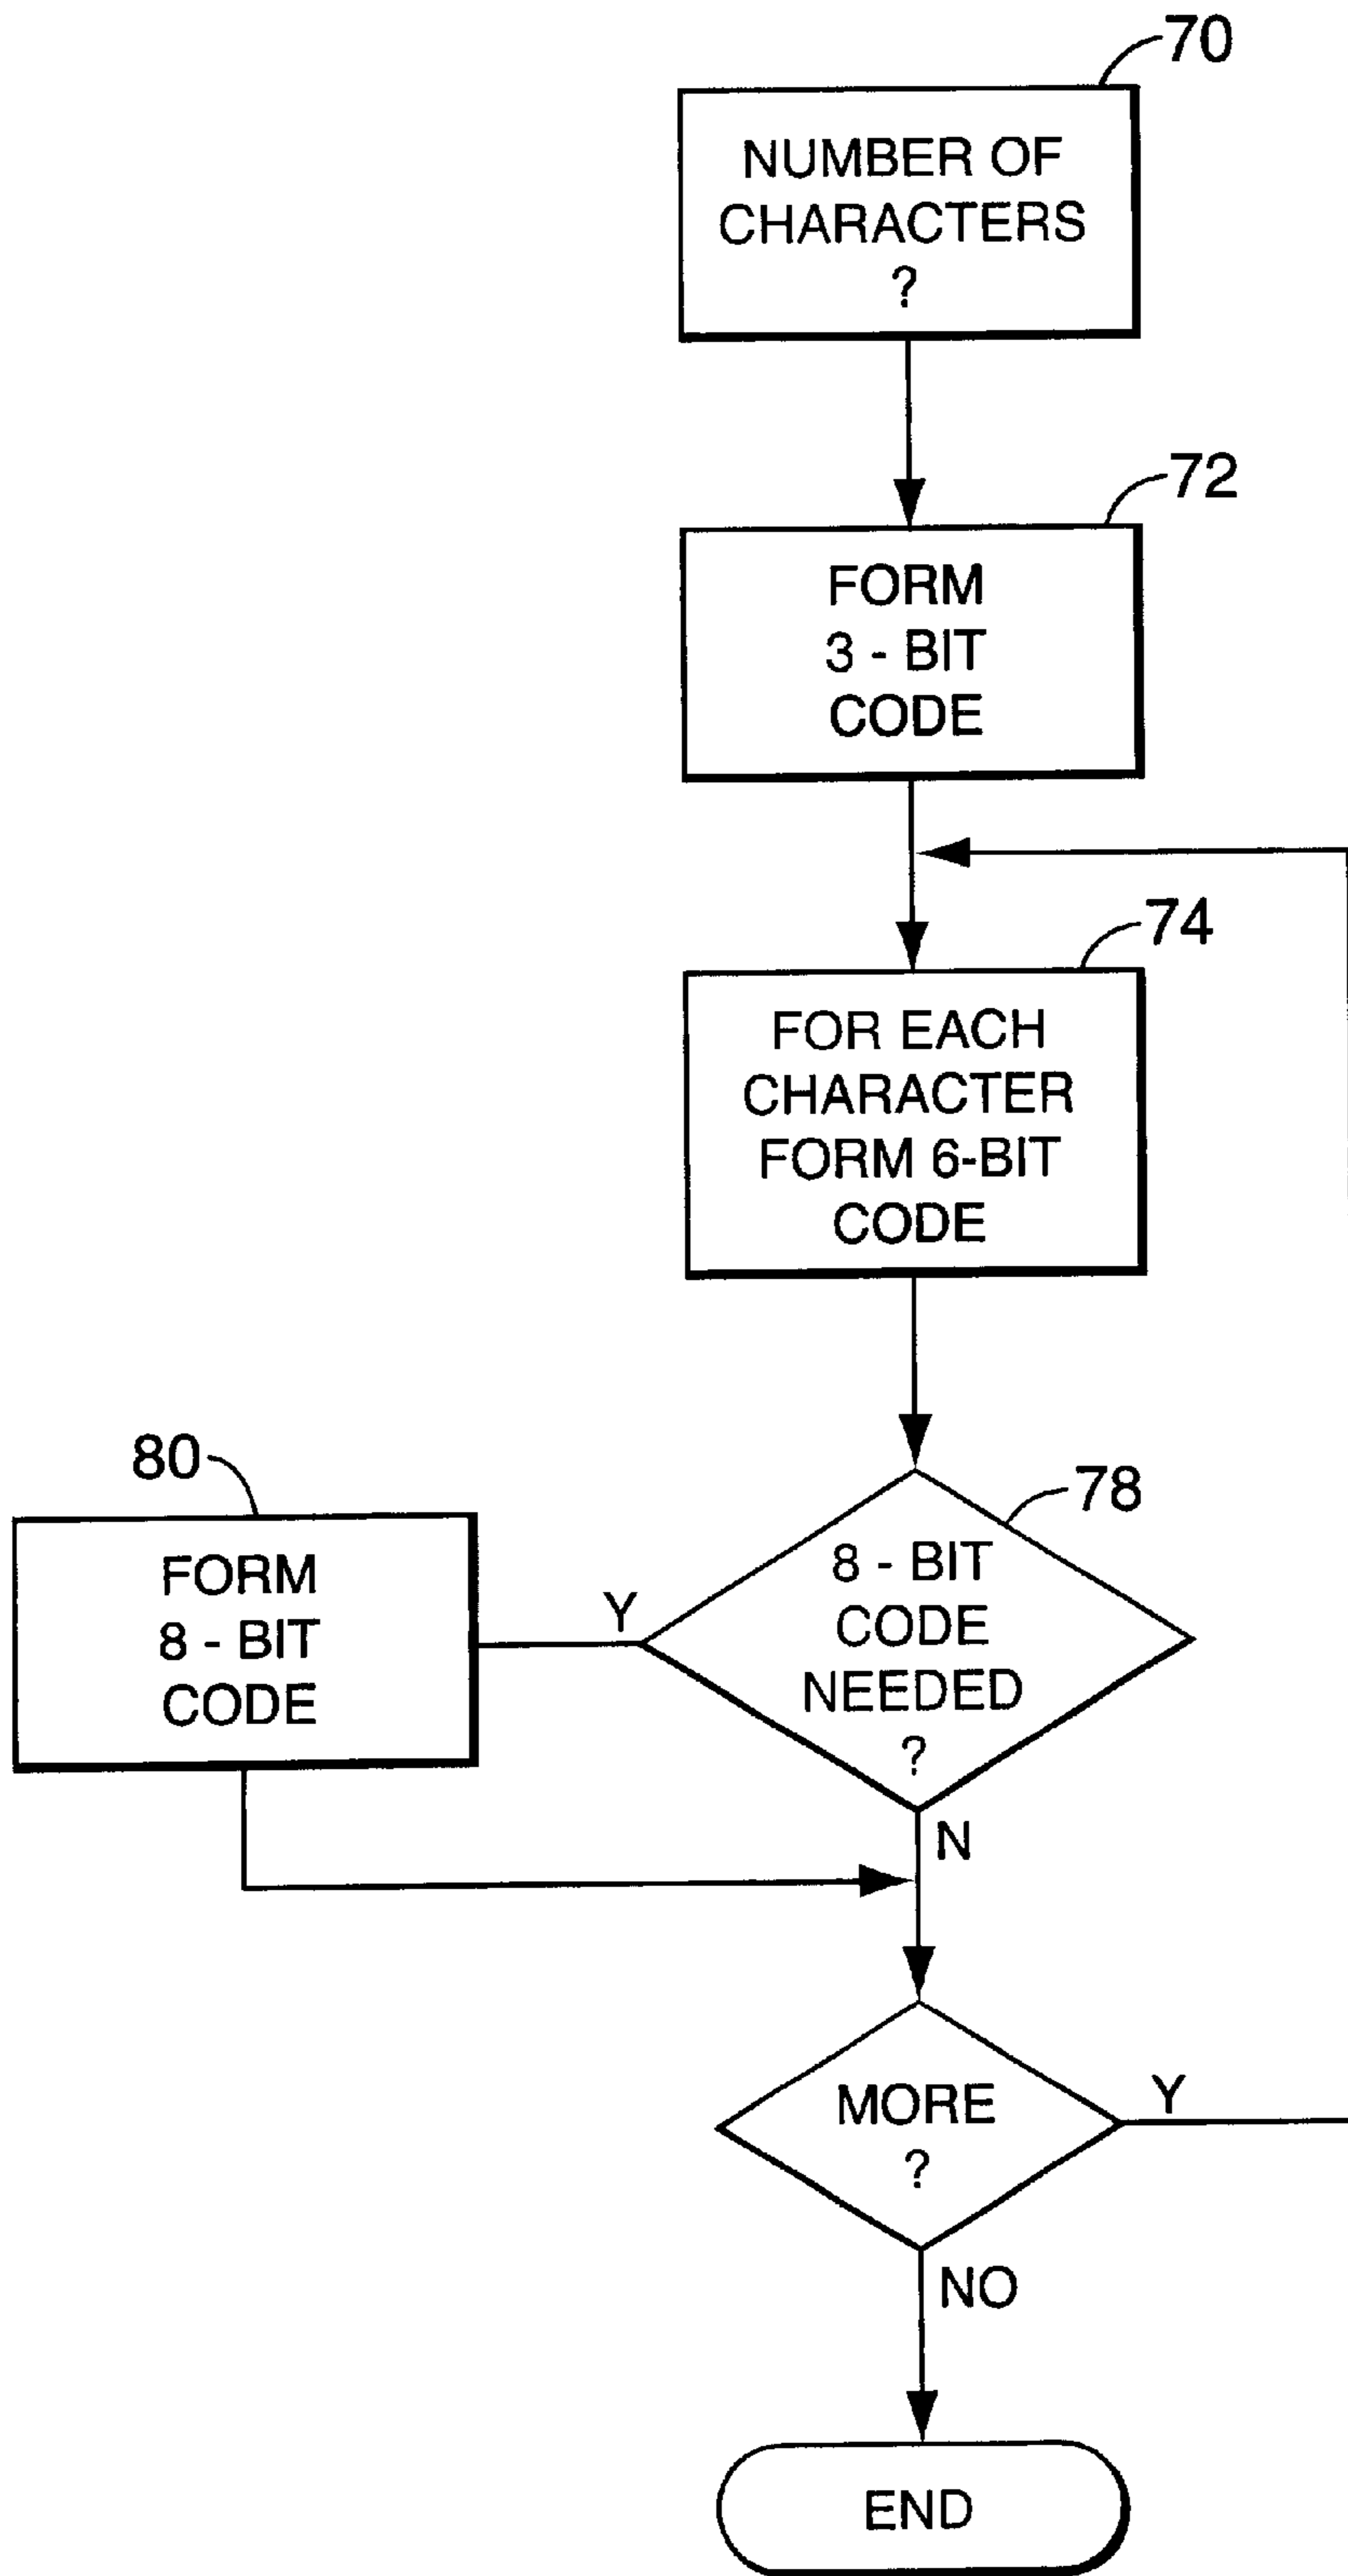 70
NUMBER OF
CHARACTERS
?
72
FORM
3 - BIT
CODE
74
FOR EACH
CHARACTER
FORM 6-BIT
CODE
80
FORM
8 - BIT
CODE
Y
78
8 - BIT
CODE
NEEDED
?
N
MORE
?
Y
NO
END